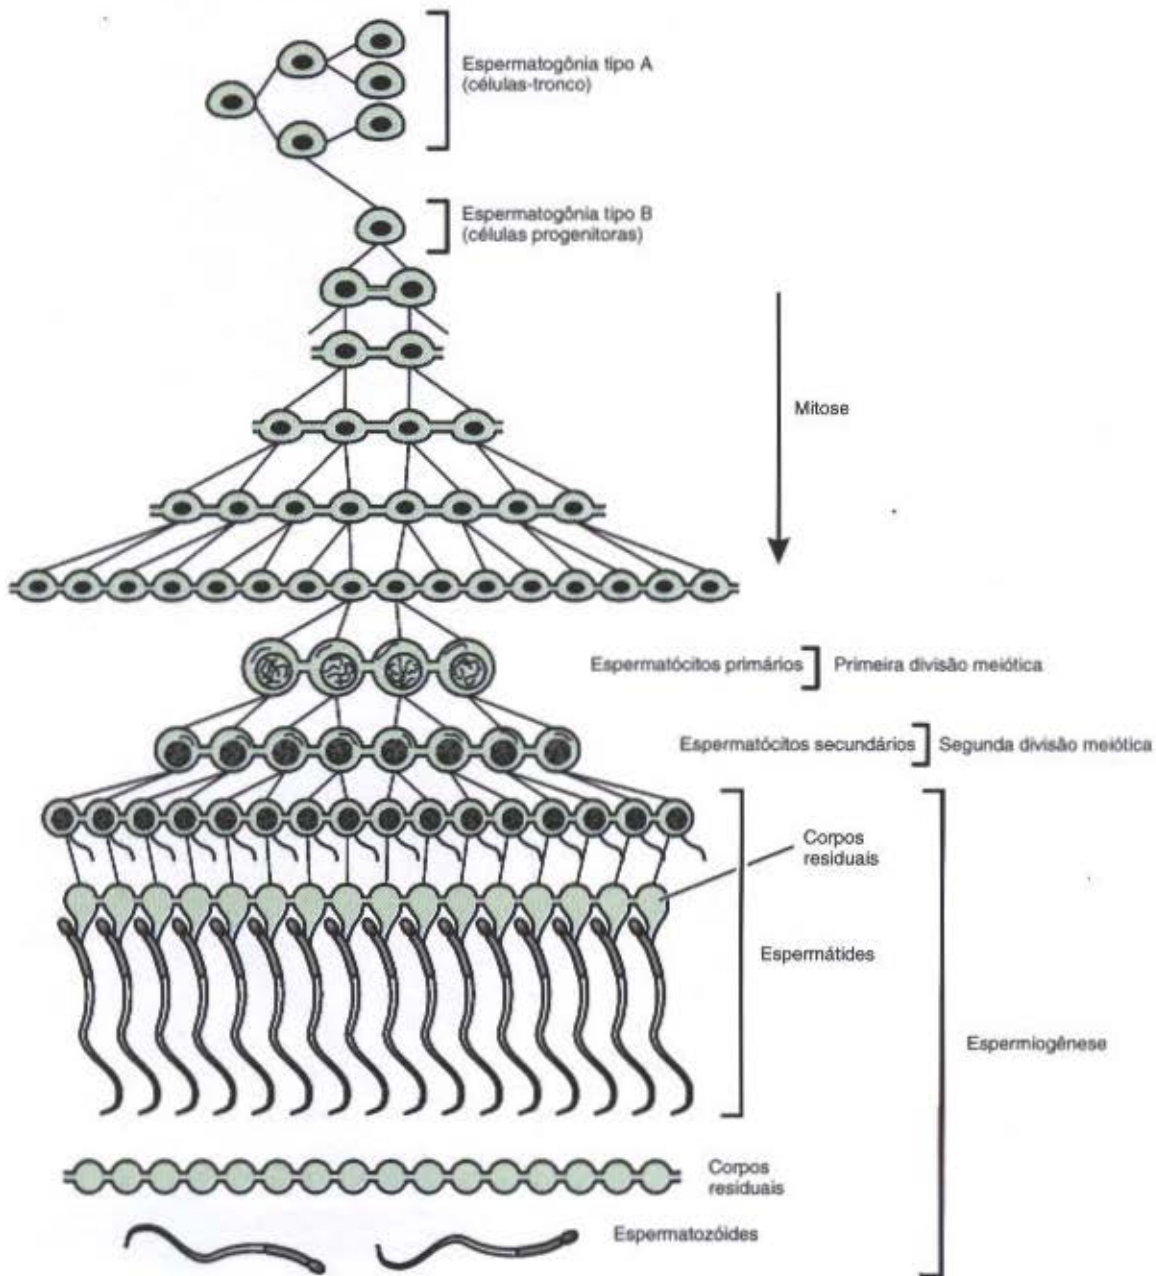 Espermatogônia tipo A
(células-tronco)
Espermatogônia tipo B
(células progenitoras)
Mitose
Espermatócitos primários
Primeira divisão meiótica
Espermatócitos secundários
Segunda divisão meiótica
Corpos
residuais
Espermátides
Espermiogênese
Corpos
residuais
Espermatozóides